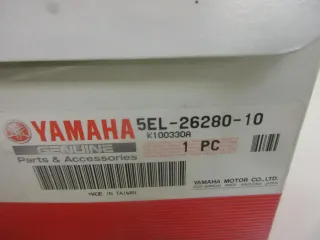 YAMAHA
GENUINE
Parts & Accessories
5EL-26280-10
K100330A
1 PC
MADE IN TAIWAN
YAMAHA MOTOR CO., LTD.